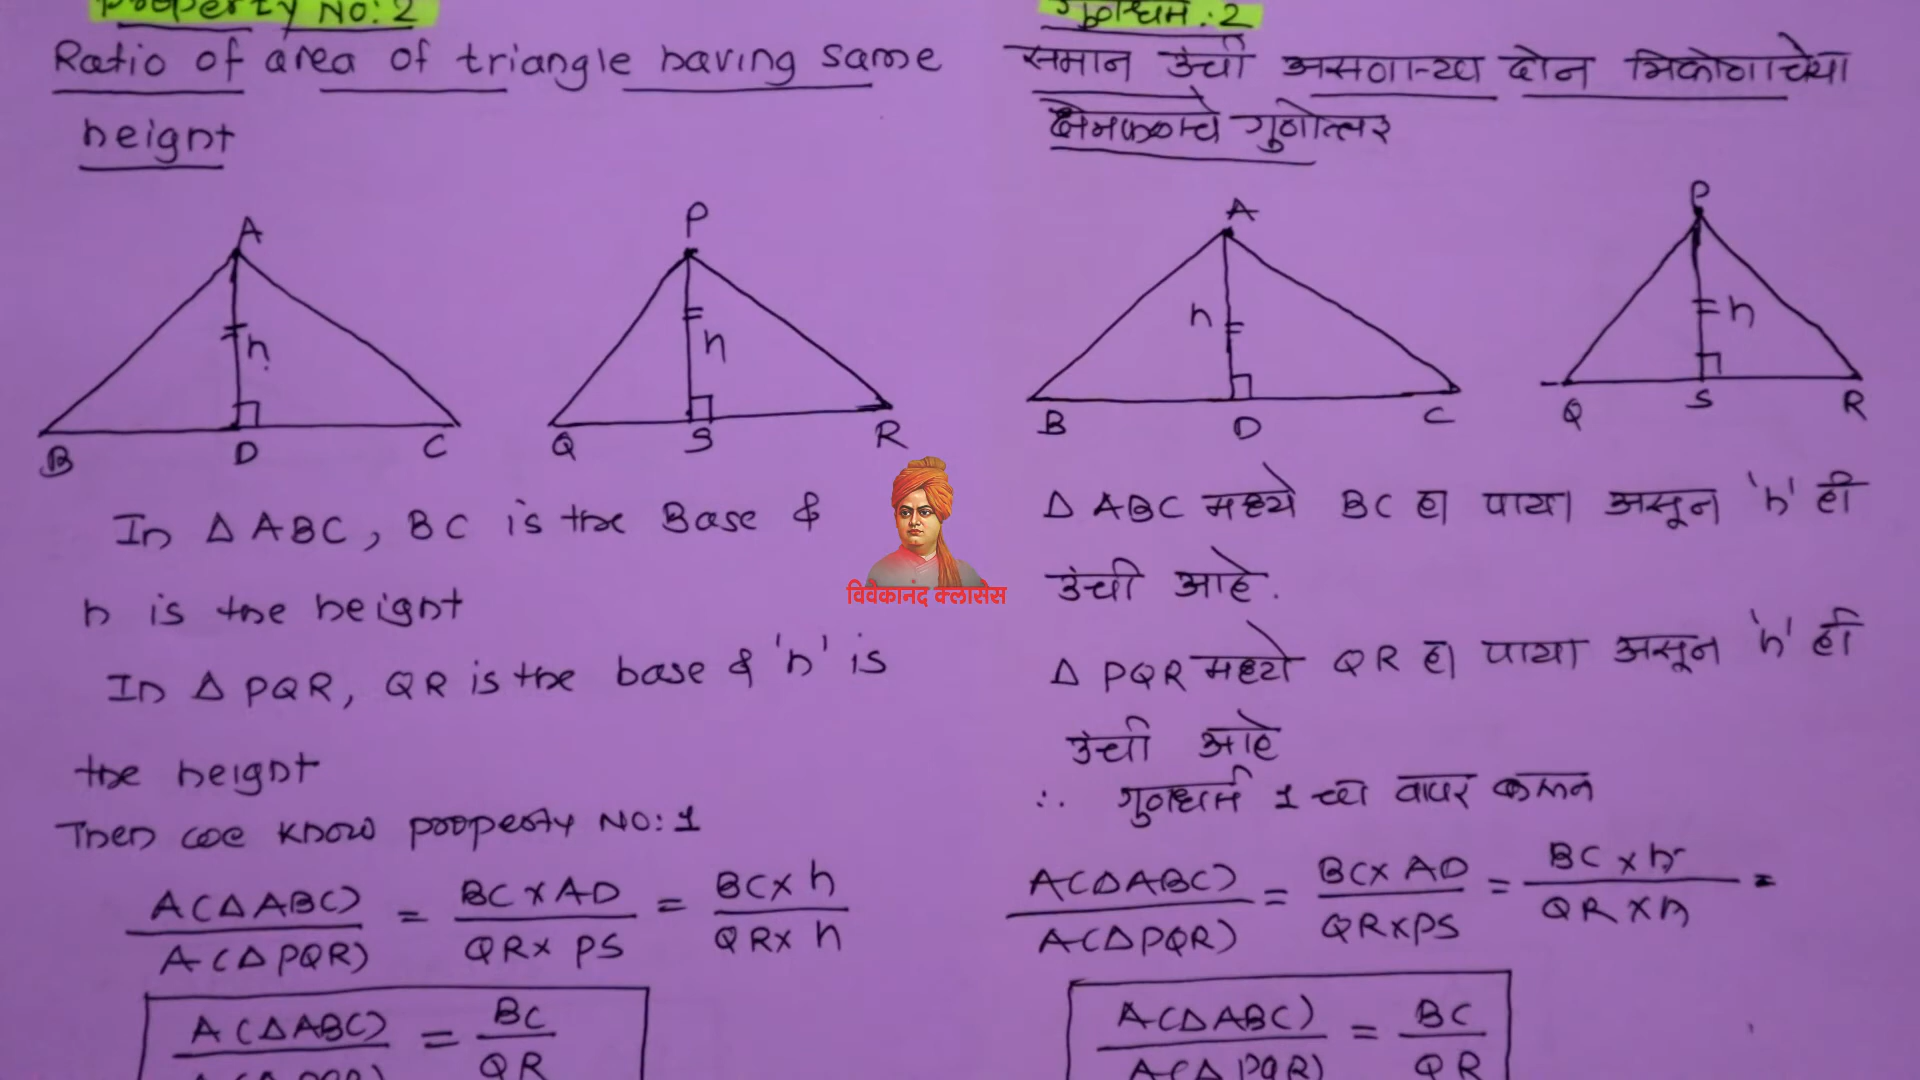 Property No: 2
Ratio of area of triangle having same
height
A
P
h
h
B
D
C
Q
S
R
In △ ABC, BC is the Base &
h is the height
In △ PQR, QR is the base & 'h' is
the height
Then we know property No: 1
A(△ABC) / A(△PQR) = BC × AD / QR × PS = BC × h / QR × h
A(△ABC) / A(△PQR) = BC / QR
गुणधर्म : 2
समान उंची असणाऱ्या दोन त्रिकोणाच्या
क्षेत्रफळाचे गुणोत्तर
A
P
h
h
B
D
C
Q
S
R
△ ABC मध्ये BC हा पाया असून 'h' ही
उंची आहे.
△ PQR मध्ये QR हा पाया असून 'h' ही
उंची आहे
∴ गुणधर्म 1 चा वापर करून
A(△ABC) / A(△PQR) = BC × AD / QR × PS = BC × h / QR × h =
A(△ABC) / A(△PQR) = BC / QR
विवेकानंद क्लासेस